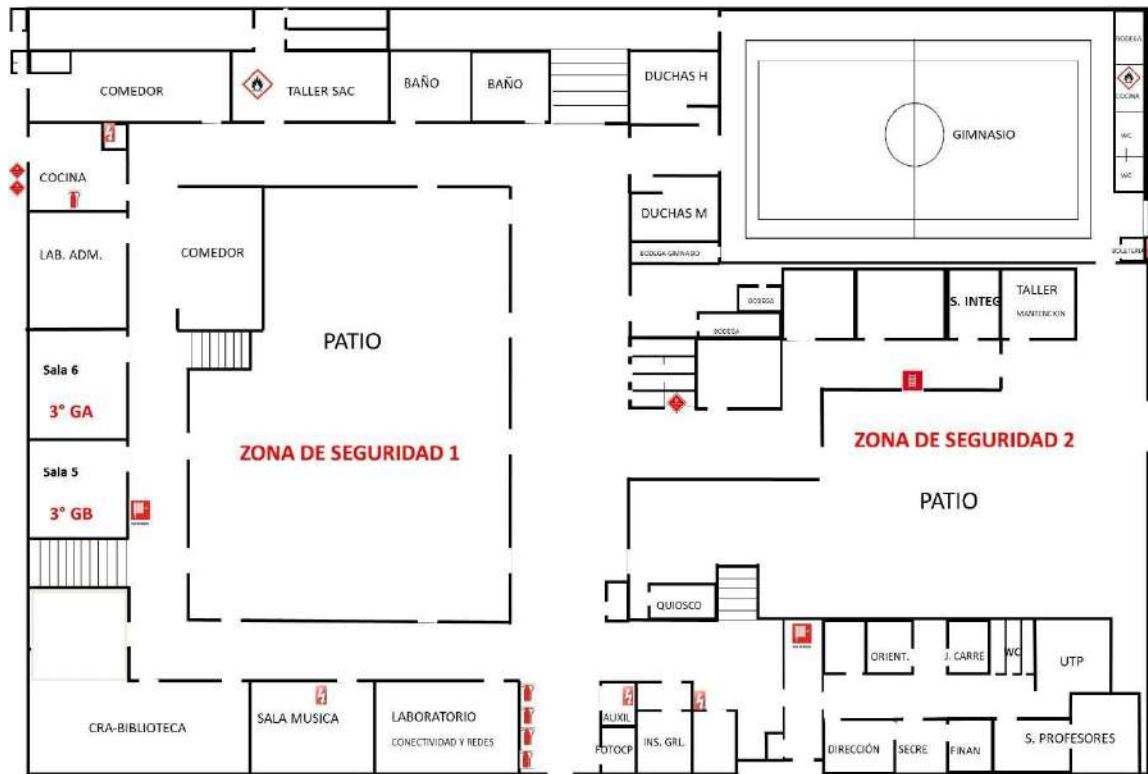 COMEDOR
TALLER SAC
BAÑO
BAÑO
DUCHAS H
GIMNASIO
BODEGA
COCINA
WC
WC
COCINA
LAB. ADM.
COMEDOR
DUCHAS M
BODEGA GIMNASIO
BOLETERIA
BODEGA
BODEGA
S. INTEG
TALLER
MANTENCION
Sala 6
3° GA
PATIO
ZONA DE SEGURIDAD 1
ZONA DE SEGURIDAD 2
Sala 5
3° GB
PATIO
QUIOSCO
ORIENT.
J. CARRE
WC
UTP
CRA-BIBLIOTECA
SALA MUSICA
LABORATORIO
CONECTIVIDAD Y REDES
AUXIL
FOTOCP
INS. GRL.
DIRECCIÓN
SECRE
FINAN
S. PROFESORES